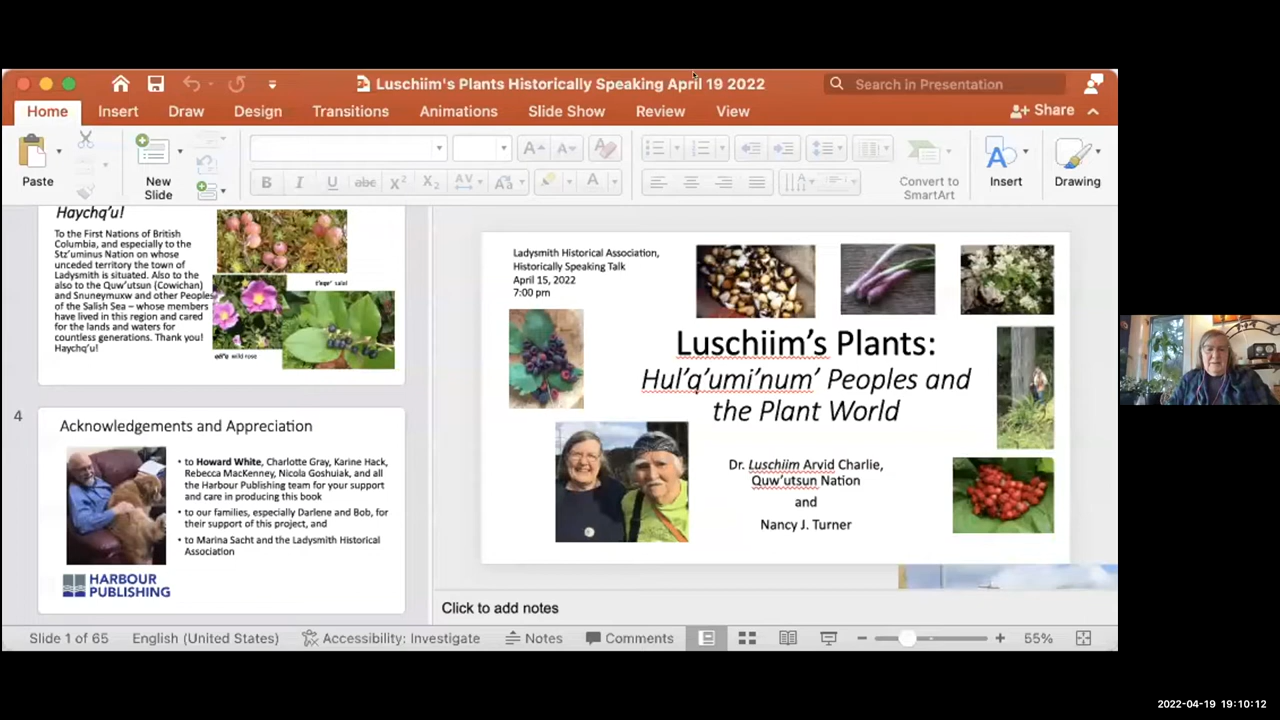 Luschiim's Plants Historically Speaking April 19 2022
Search in Presentation
Home
Insert
Draw
Design
Transitions
Animations
Slide Show
Review
View
Share
Paste
New
Slide
Convert to
SmartArt
Insert
Drawing
Haychq'u!
To the First Nations of British
Columbia, and especially to the
Stz'uminus Nation on whose
unceded territory the town of
Ladysmith is situated. Also to the
also to the Quw'utsun (Cowichan)
and Snuneymuxw and other Peoples
of the Salish Sea – whose members
have lived in this region and cared
for the lands and waters for
countless generations. Thank you!
Haychq'u!
salal
wild rose
4
Acknowledgements and Appreciation
• to Howard White, Charlotte Gray, Karine Hack,
Rebecca MacKenney, Nicola Goshuiak, and all
the Harbour Publishing team for your support
and care in producing this book
• to our families, especially Darlene and Bob, for
their support of this project, and
• to Marina Sacht and the Ladysmith Historical
Association
HARBOUR
PUBLISHING
Ladysmith Historical Association,
Historically Speaking Talk
April 15, 2022
7:00 pm
Luschiim's Plants:
Hul'q'umi'num' Peoples and
the Plant World
Dr. Luschiim Arvid Charlie,
Quw'utsun Nation
and
Nancy J. Turner
Click to add notes
Slide 1 of 65
English (United States)
Accessibility: Investigate
Notes
Comments
55%
2022-04-19 19:10:12